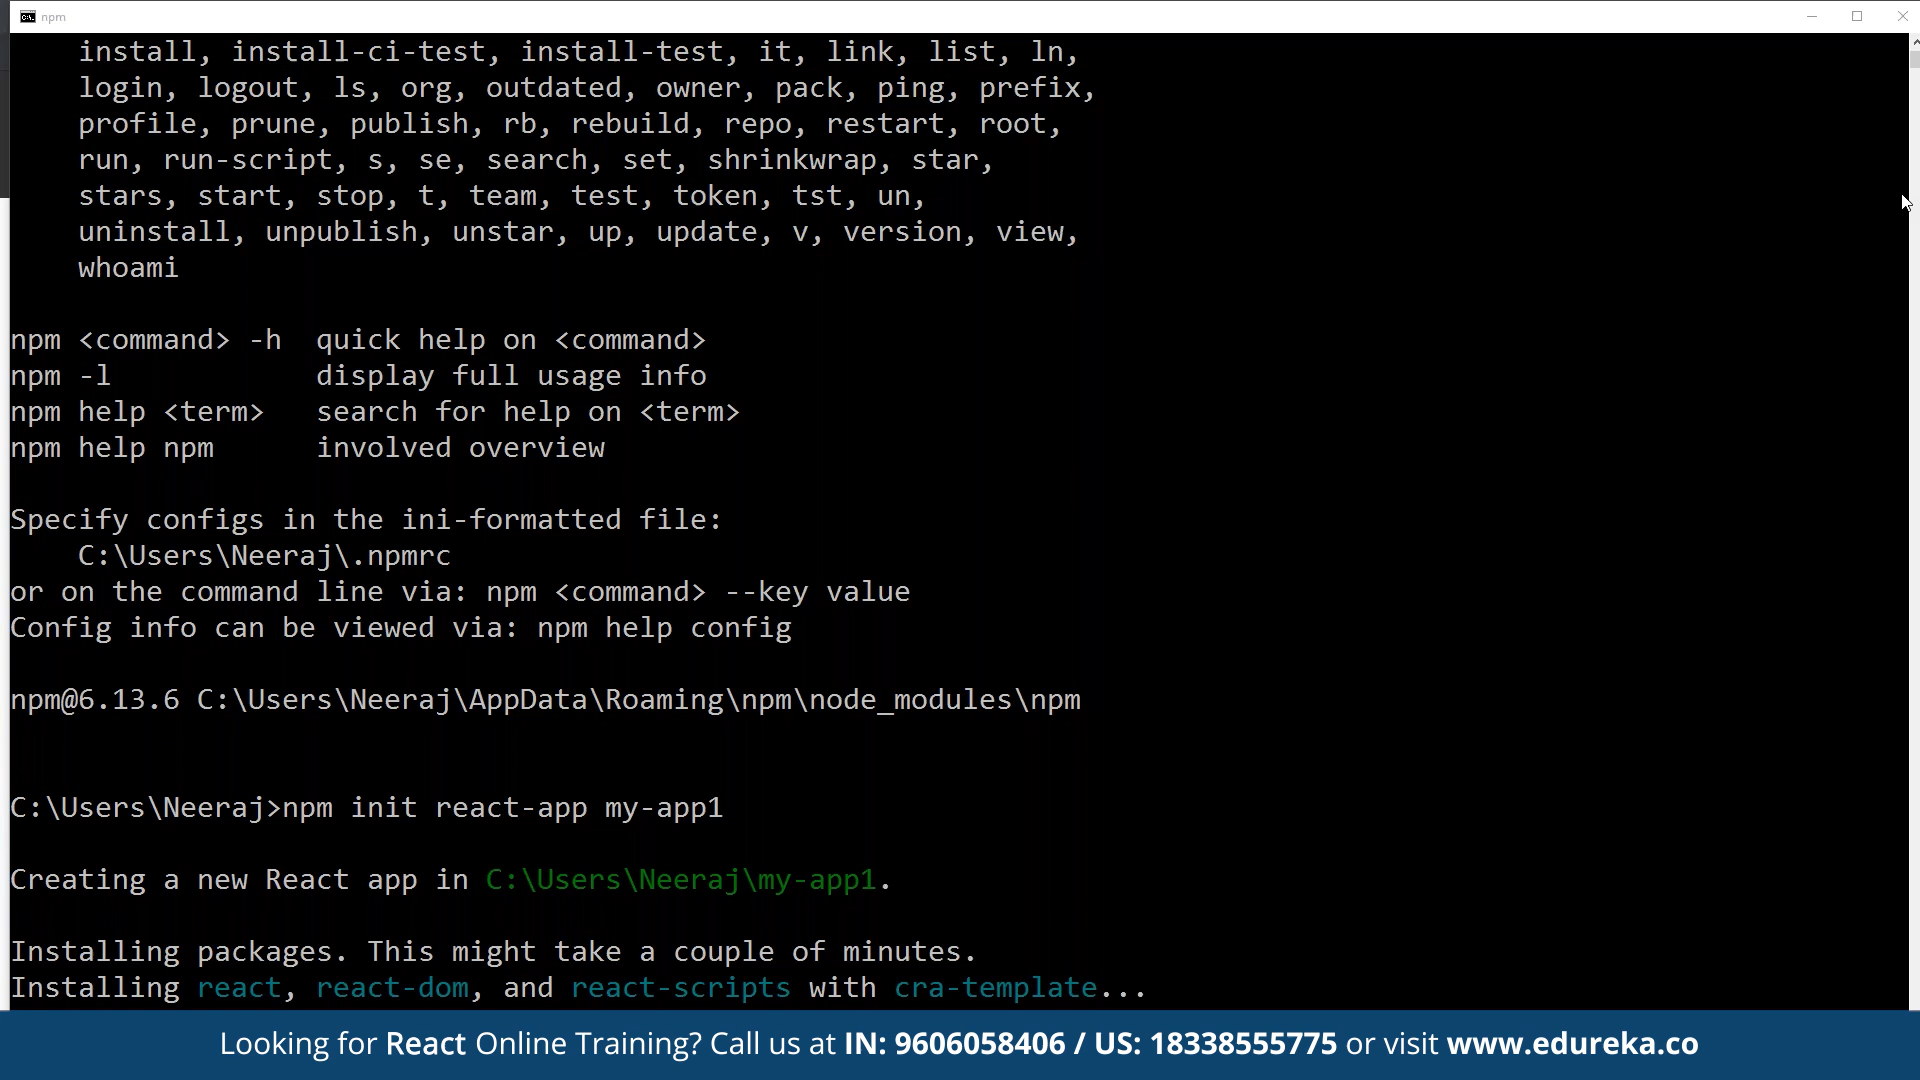 npm
install, install-ci-test, install-test, it, link, list, ln,
login, logout, ls, org, outdated, owner, pack, ping, prefix,
profile, prune, publish, rb, rebuild, repo, restart, root,
run, run-script, s, se, search, set, shrinkwrap, star,
stars, start, stop, t, team, test, token, tst, un,
uninstall, unpublish, unstar, up, update, v, version, view,
whoami
npm <command> -h  quick help on <command>
npm -l            display full usage info
npm help <term>   search for help on <term>
npm help npm      involved overview
Specify configs in the ini-formatted file:
C:\Users\Neeraj\.npmrc
or on the command line via: npm <command> --key value
Config info can be viewed via: npm help config
npm@6.13.6 C:\Users\Neeraj\AppData\Roaming\npm\node_modules\npm
C:\Users\Neeraj>npm init react-app my-app1
Creating a new React app in C:\Users\Neeraj\my-app1.
Installing packages. This might take a couple of minutes.
Installing react, react-dom, and react-scripts with cra-template...
Looking for React Online Training? Call us at IN: 9606058406 / US: 18338555775 or visit www.edureka.co